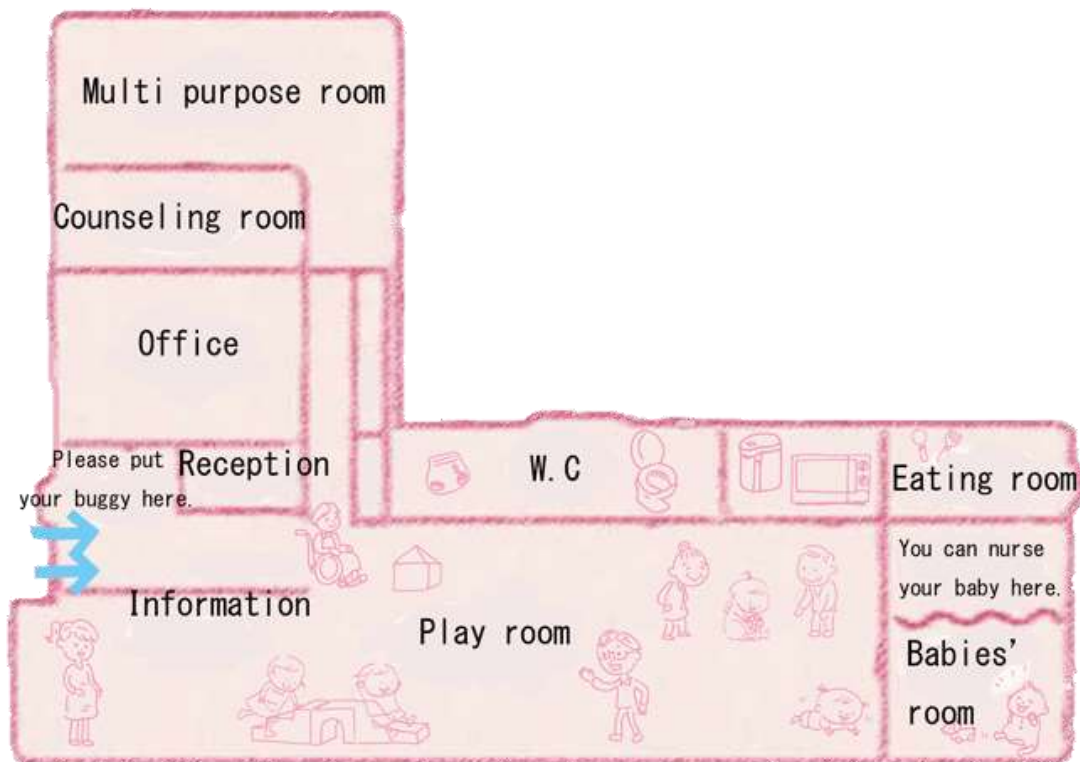 Multi purpose room
Counseling room
Office
Please put
your buggy here.
Reception
W.C
Eating room
You can nurse
your baby here.
Information
Play room
Babies’
room